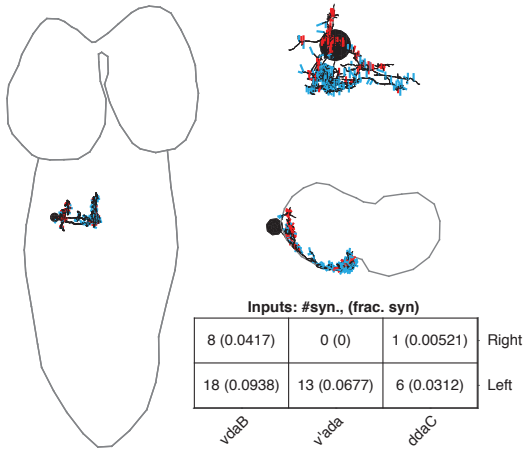 Inputs: #syn., (frac. syn)
8 (0.0417) 0 (0) 1 (0.00521) Right
18 (0.0938) 13 (0.0677) 6 (0.0312) Left
vdaB v'ada ddaC